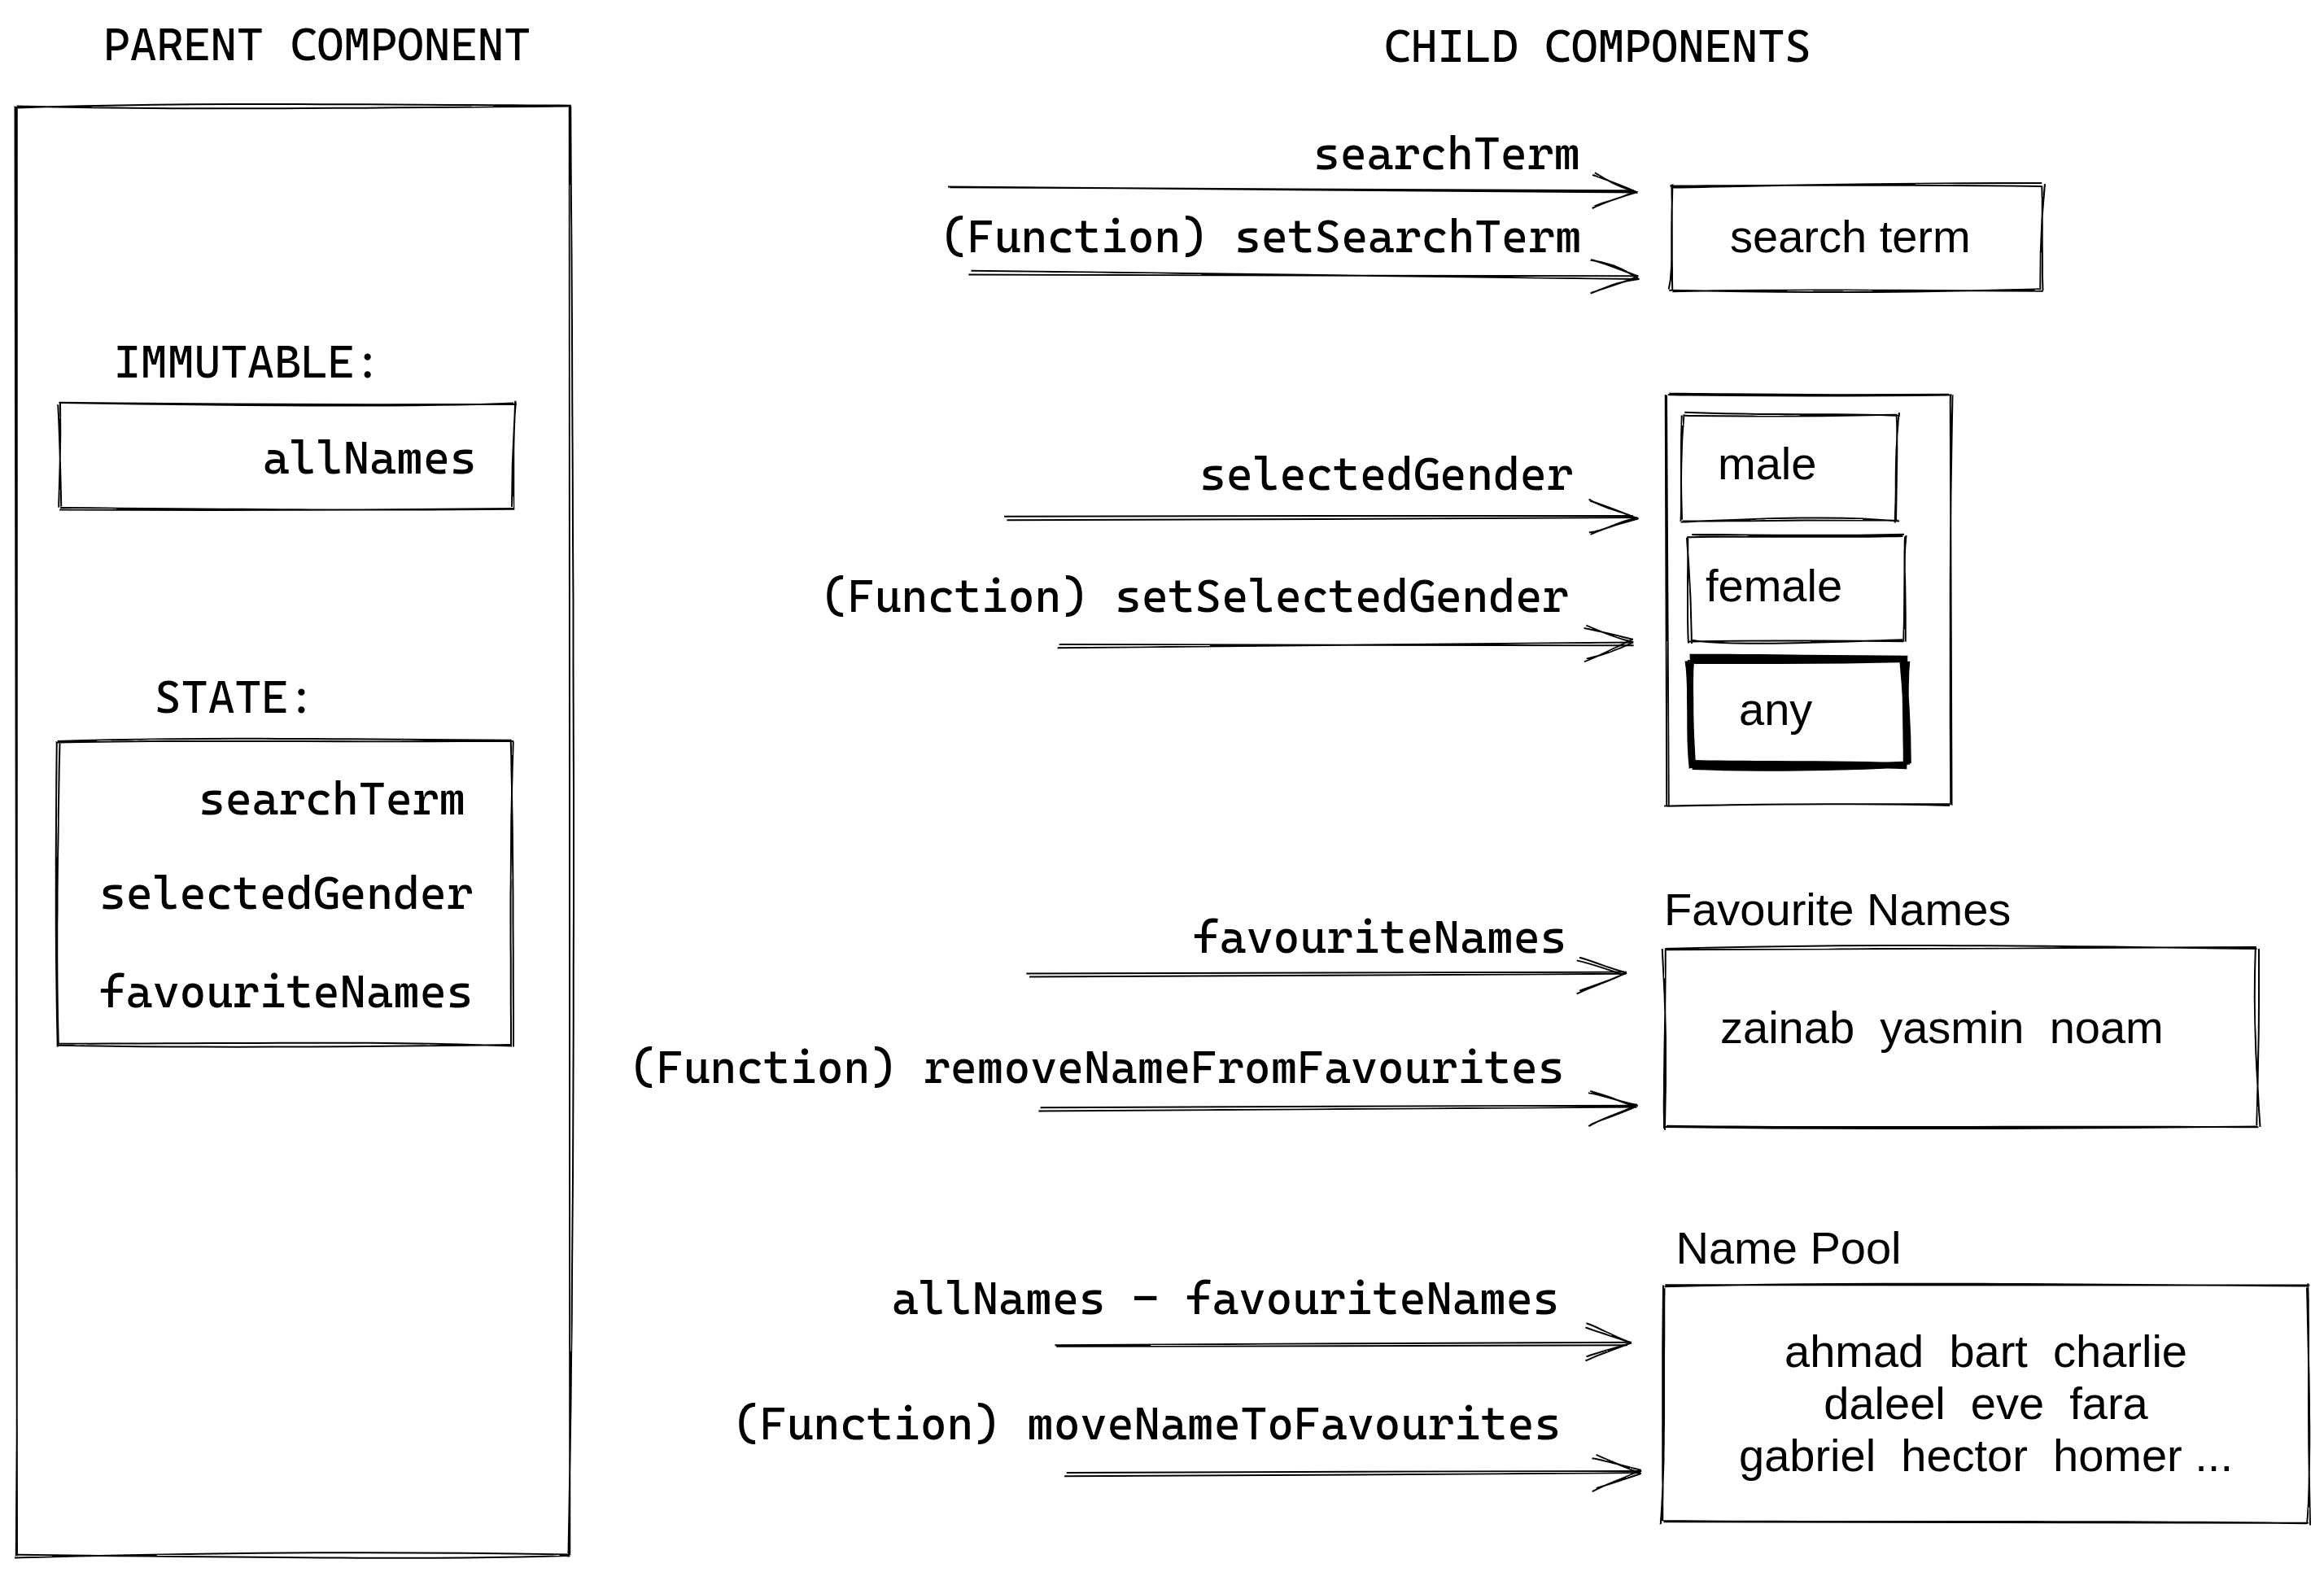 PARENT COMPONENT
IMMUTABLE:
allNames
STATE:
searchTerm
selectedGender
favouriteNames
CHILD COMPONENTS
searchTerm
(Function) setSearchTerm
search term
selectedGender
(Function) setSelectedGender
male
female
any
favouriteNames
(Function) removeNameFromFavourites
Favourite Names
zainab yasmin noam
allNames - favouriteNames
(Function) moveNameToFavourites
Name Pool
ahmad bart charlie
daleel eve fara
gabriel hector homer ...